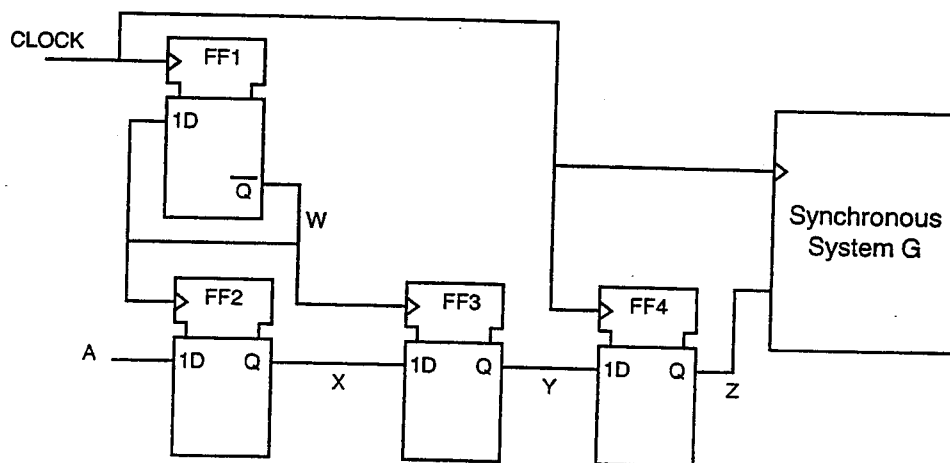 CLOCK
FF1
1D
Q
W
Synchronous
System G
FF2
FF3
FF4
A
1D
Q
X
1D
Q
Y
1D
Q
Z